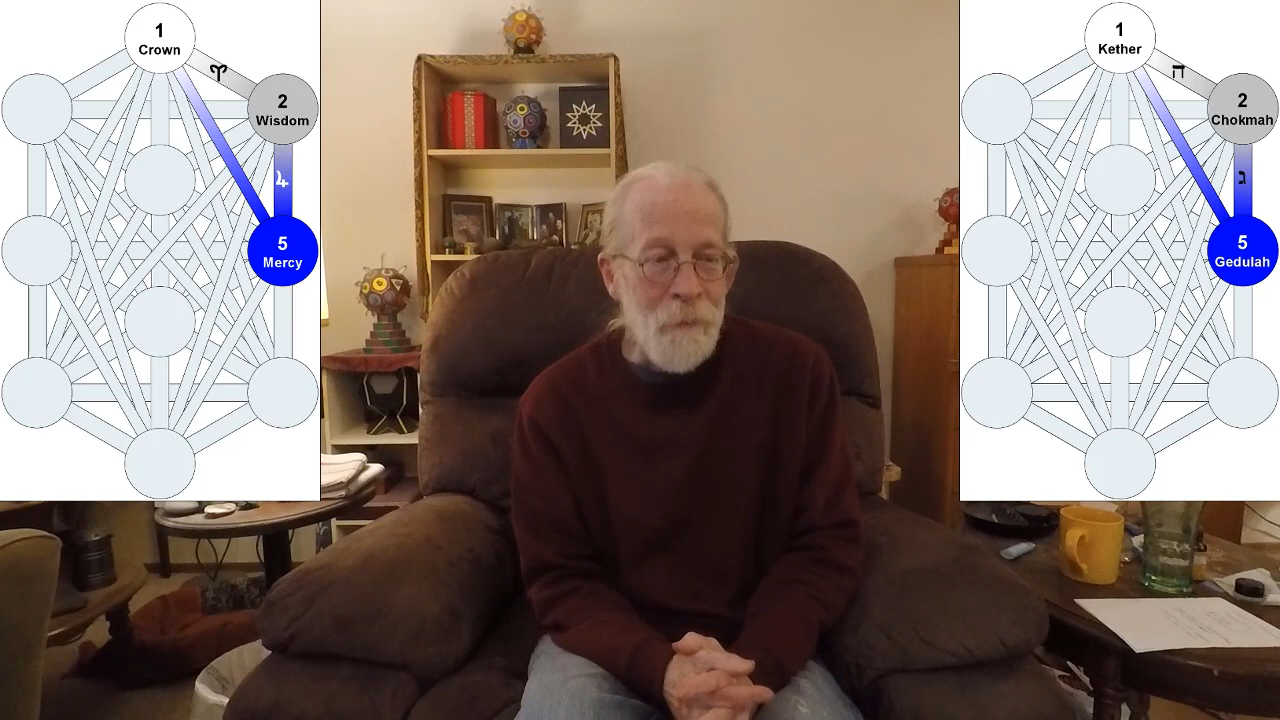 1
Crown
♈
2
Wisdom
♃
5
Mercy
1
Kether
ה
2
Chokmah
ג
5
Gedulah